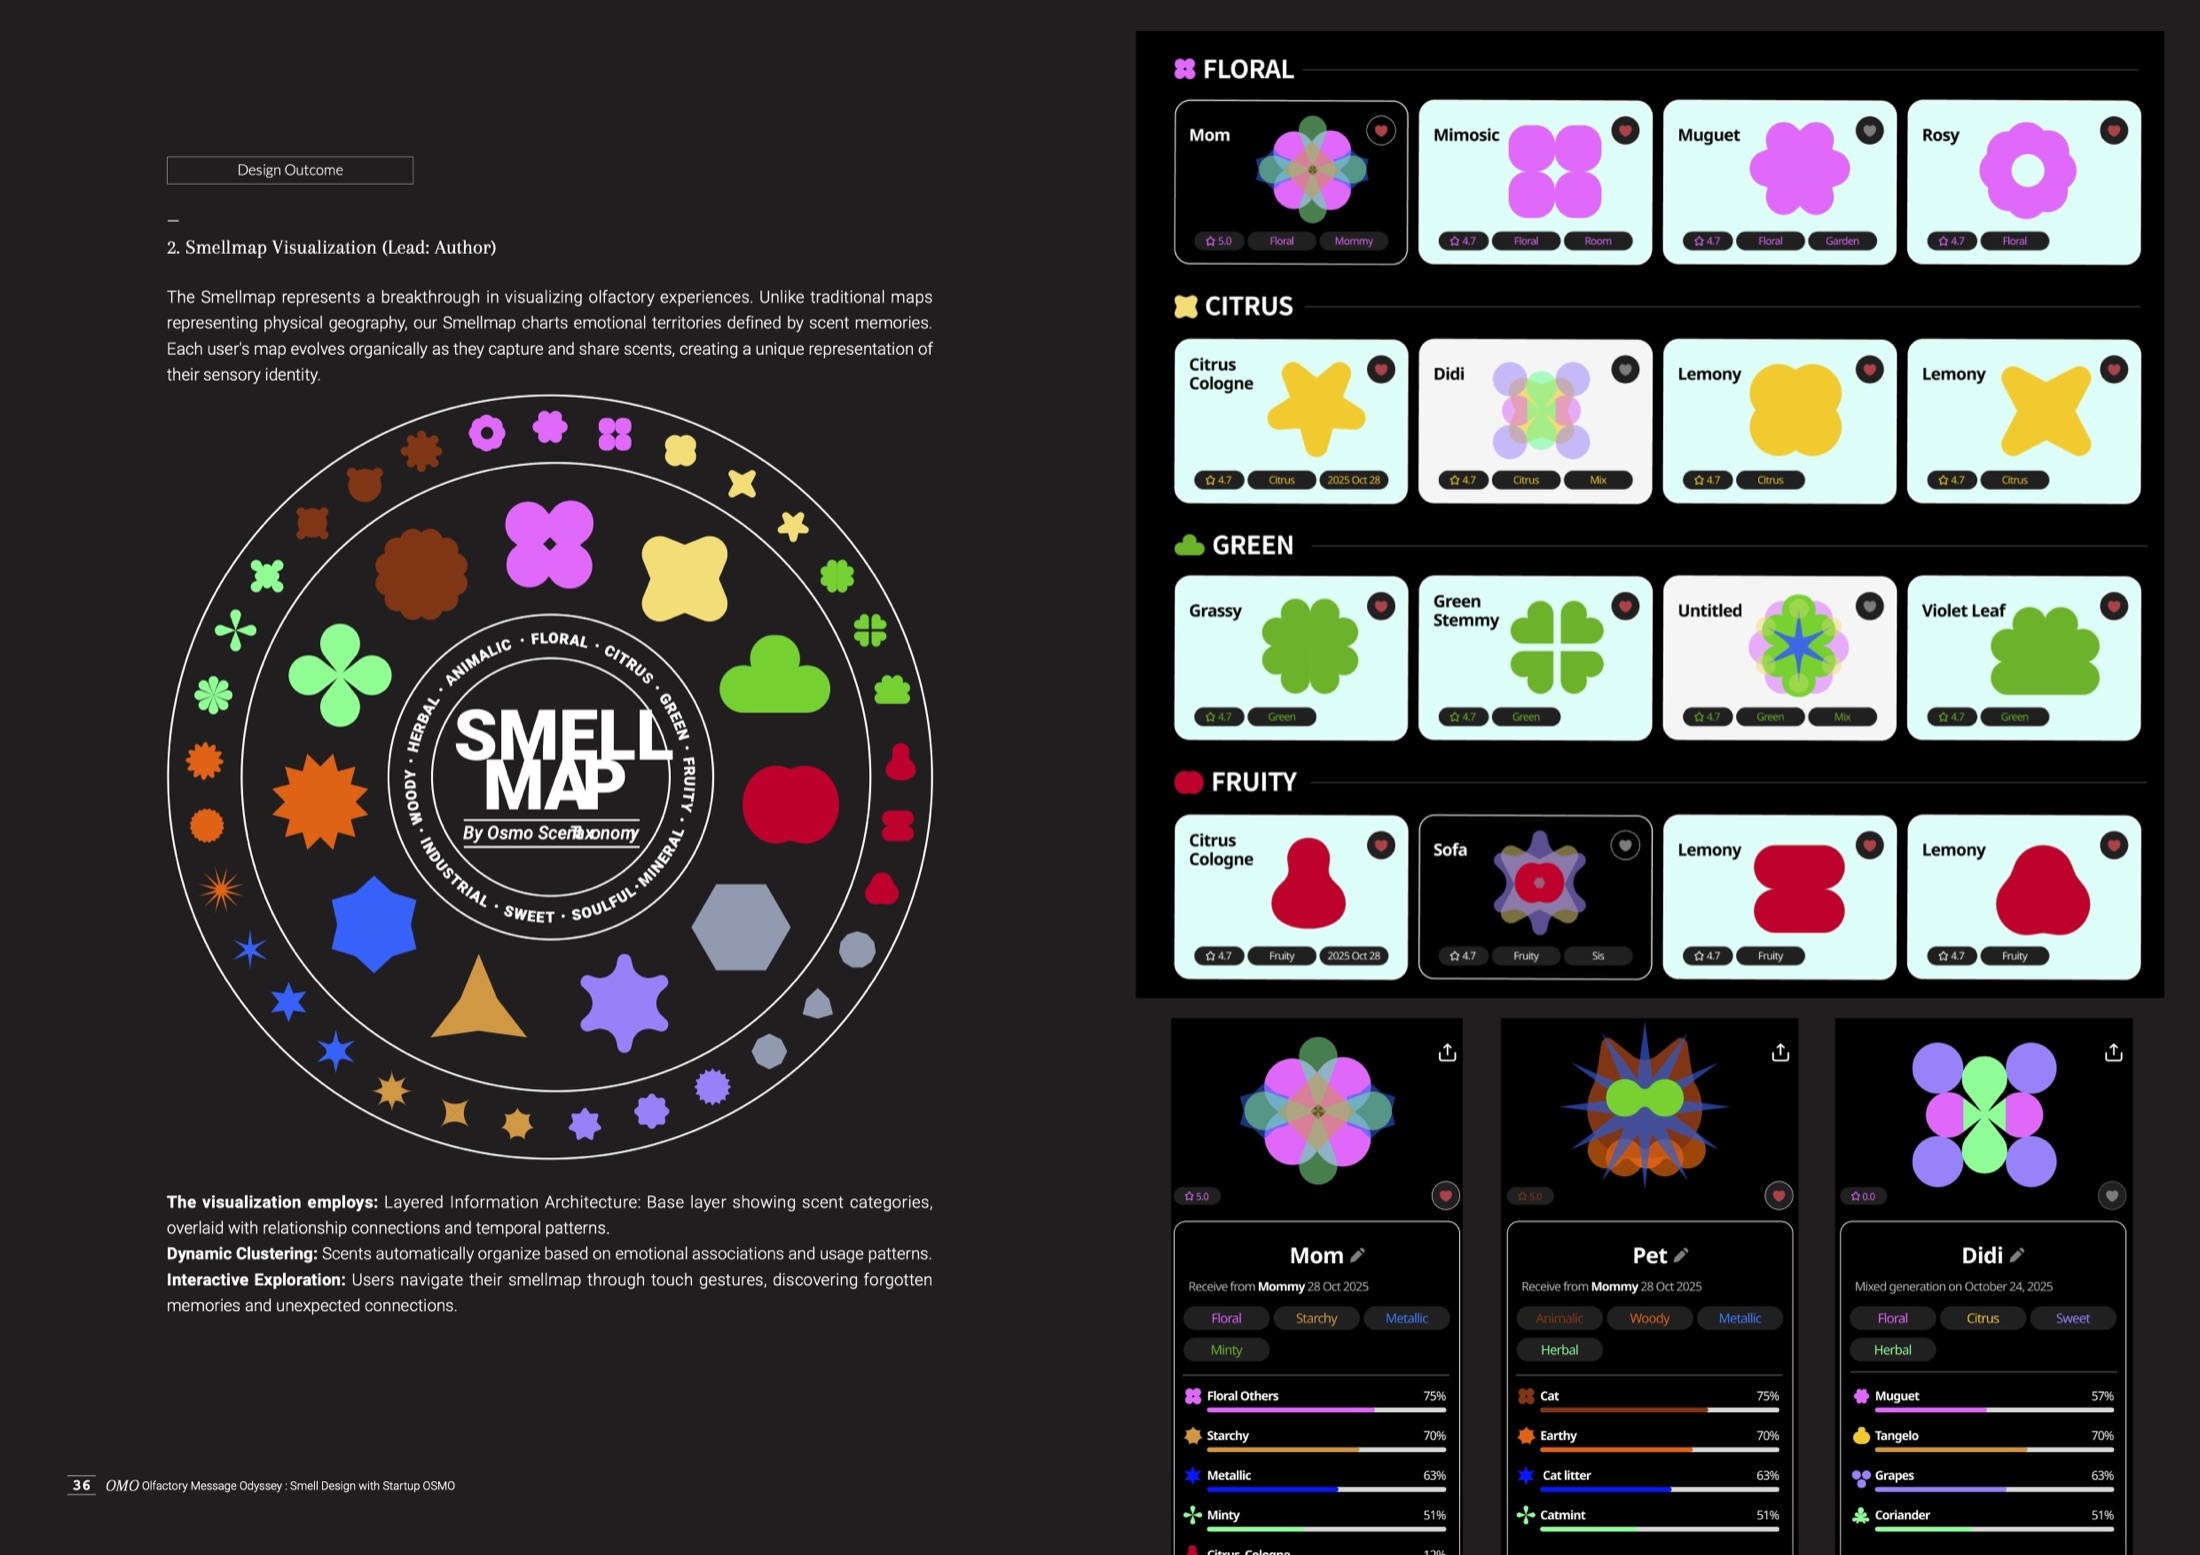 Design Outcome
—
2. Smellmap Visualization (Lead: Author)
The Smellmap represents a breakthrough in visualizing olfactory experiences. Unlike traditional maps
representing physical geography, our Smellmap charts emotional territories defined by scent memories.
Each user's map evolves organically as they capture and share scents, creating a unique representation of
their sensory identity.
· FLORAL · CITRUS · GREEN · FRUITY · MINERAL · SOULFUL · SWEET · INDUSTRIAL · WOODY · HERBAL · ANIMALIC
SMELL
MAP
By Osmo Scent Taxonomy
The visualization employs: Layered Information Architecture: Base layer showing scent categories,
overlaid with relationship connections and temporal patterns.
Dynamic Clustering: Scents automatically organize based on emotional associations and usage patterns.
Interactive Exploration: Users navigate their smellmap through touch gestures, discovering forgotten
memories and unexpected connections.
36 OMO Olfactory Message Odyssey : Smell Design with Startup OSMO
FLORAL
Mom
5.0 Floral Mommy
Mimosic
4.7 Floral Room
Muguet
4.7 Floral Garden
Rosy
4.7 Floral
CITRUS
Citrus
Cologne
4.7 Citrus 2025 Oct 28
Didi
4.7 Citrus Mix
Lemony
4.7 Citrus
Lemony
4.7 Citrus
GREEN
Grassy
4.7 Green
Green
Stemmy
4.7 Green
Untitled
4.7 Green Mix
Violet Leaf
4.7 Green
FRUITY
Citrus
Cologne
4.7 Fruity 2025 Oct 28
Sofa
4.7 Fruity Sis
Lemony
4.7 Fruity
Lemony
4.7 Fruity
5.0
Mom
Receive from Mommy 28 Oct 2025
Floral Starchy Metallic
Minty
Floral Others 75%
Starchy 70%
Metallic 63%
Minty 51%
Citrus Cologne 12%
5.0
Pet
Receive from Mommy 28 Oct 2025
Animalic Woody Metallic
Herbal
Cat 75%
Earthy 70%
Cat litter 63%
Catmint 51%
0.0
Didi
Mixed generation on October 24, 2025
Floral Citrus Sweet
Herbal
Muguet 57%
Tangelo 70%
Grapes 63%
Coriander 51%